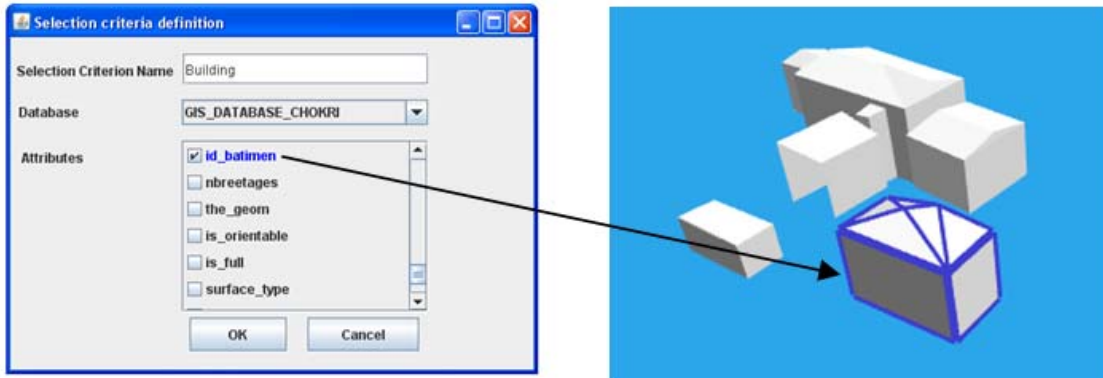 Selection criteria definition
Selection Criterion Name Building
Database GIS_DATABASE_CHOKRI
Attributes
id_batimen
nbreetages
the_geom
is_orientable
is_full
surface_type
OK Cancel